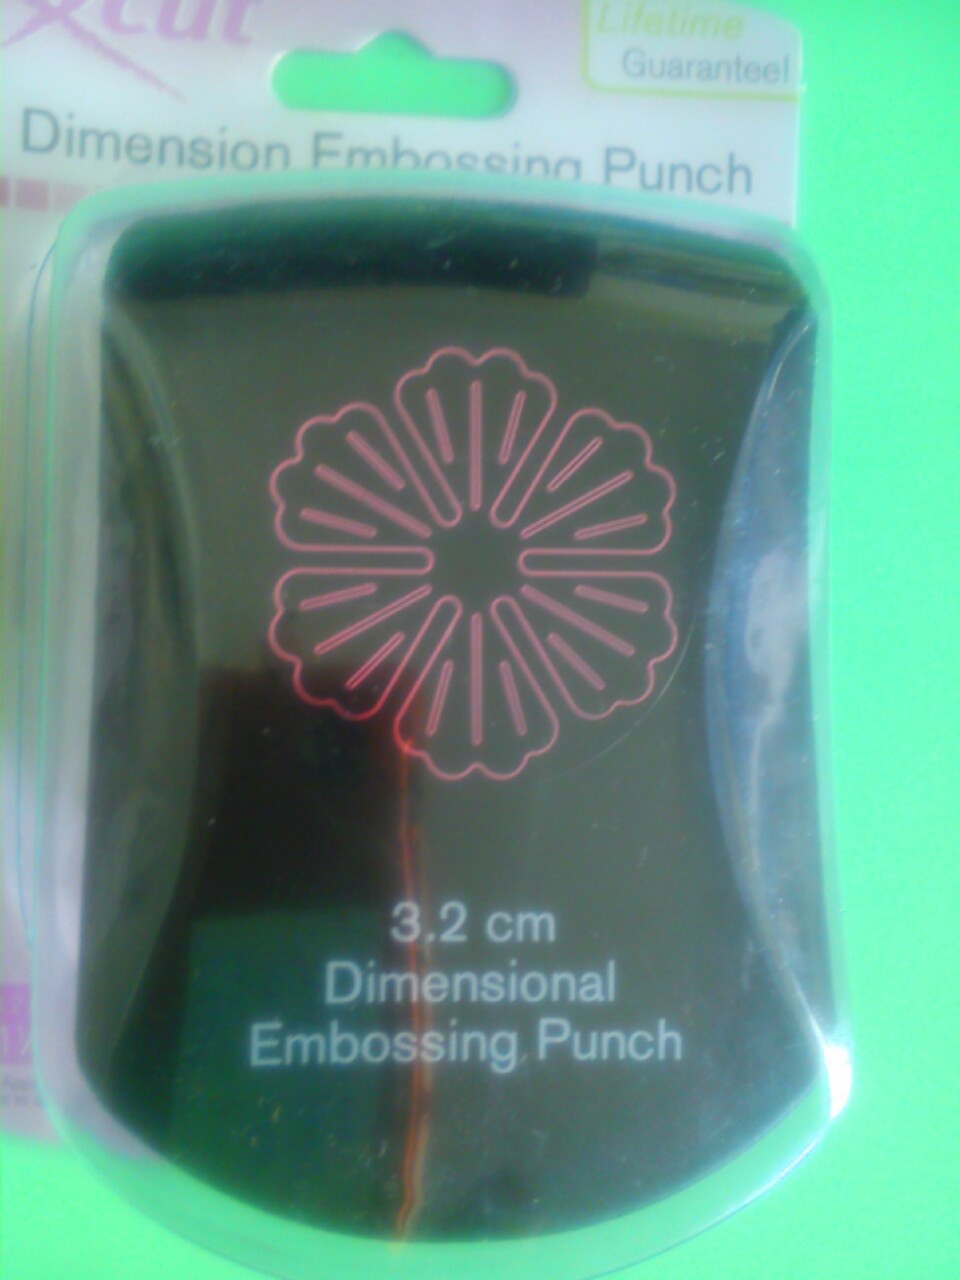 Xcut
Lifetime
Guarantee!
Dimension Embossing Punch
3.2 cm
Dimensional
Embossing Punch